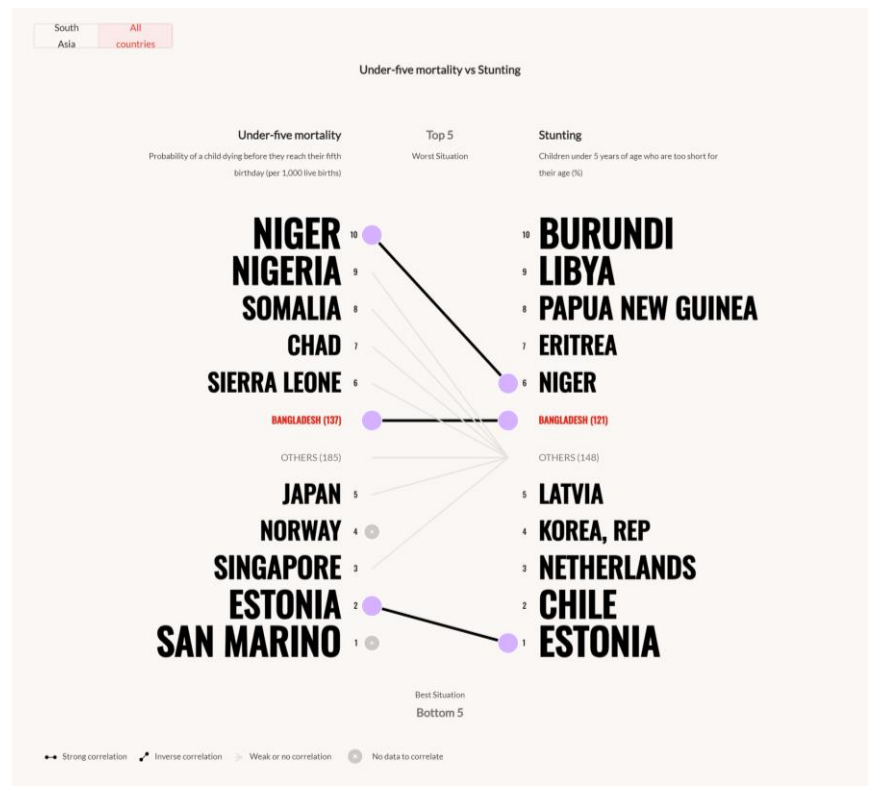 South Asia
All countries
Under-five mortality vs Stunting
Under-five mortality
Top 5
Stunting
Probability of a child dying before they reach their fifth
birthday (per 1,000 live births)
Worst Situation
Children under 5 years of age who are too short for
their age (%)
NIGER 10
10 BURUNDI
NIGERIA 9
9 LIBYA
SOMALIA 8
8 PAPUA NEW GUINEA
CHAD 7
7 ERITREA
SIERRA LEONE 6
6 NIGER
BANGLADESH (137)
BANGLADESH (121)
OTHERS (185)
OTHERS (148)
JAPAN 5
5 LATVIA
NORWAY 4
4 KOREA, REP
SINGAPORE 3
3 NETHERLANDS
ESTONIA 2
2 CHILE
SAN MARINO 1
1 ESTONIA
Best Situation
Bottom 5
Strong correlation
Inverse correlation
Weak or no correlation
No data to correlate